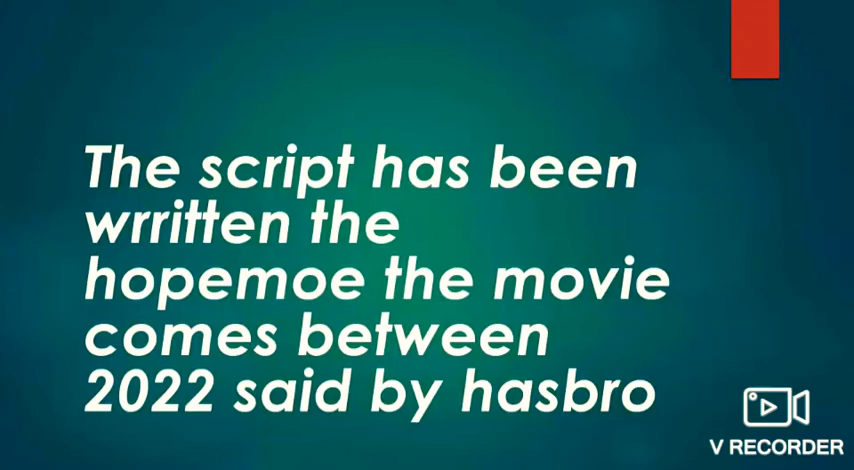 The script has been
wrritten the
hopemoe the movie
comes between
2022 said by hasbro
V RECORDER